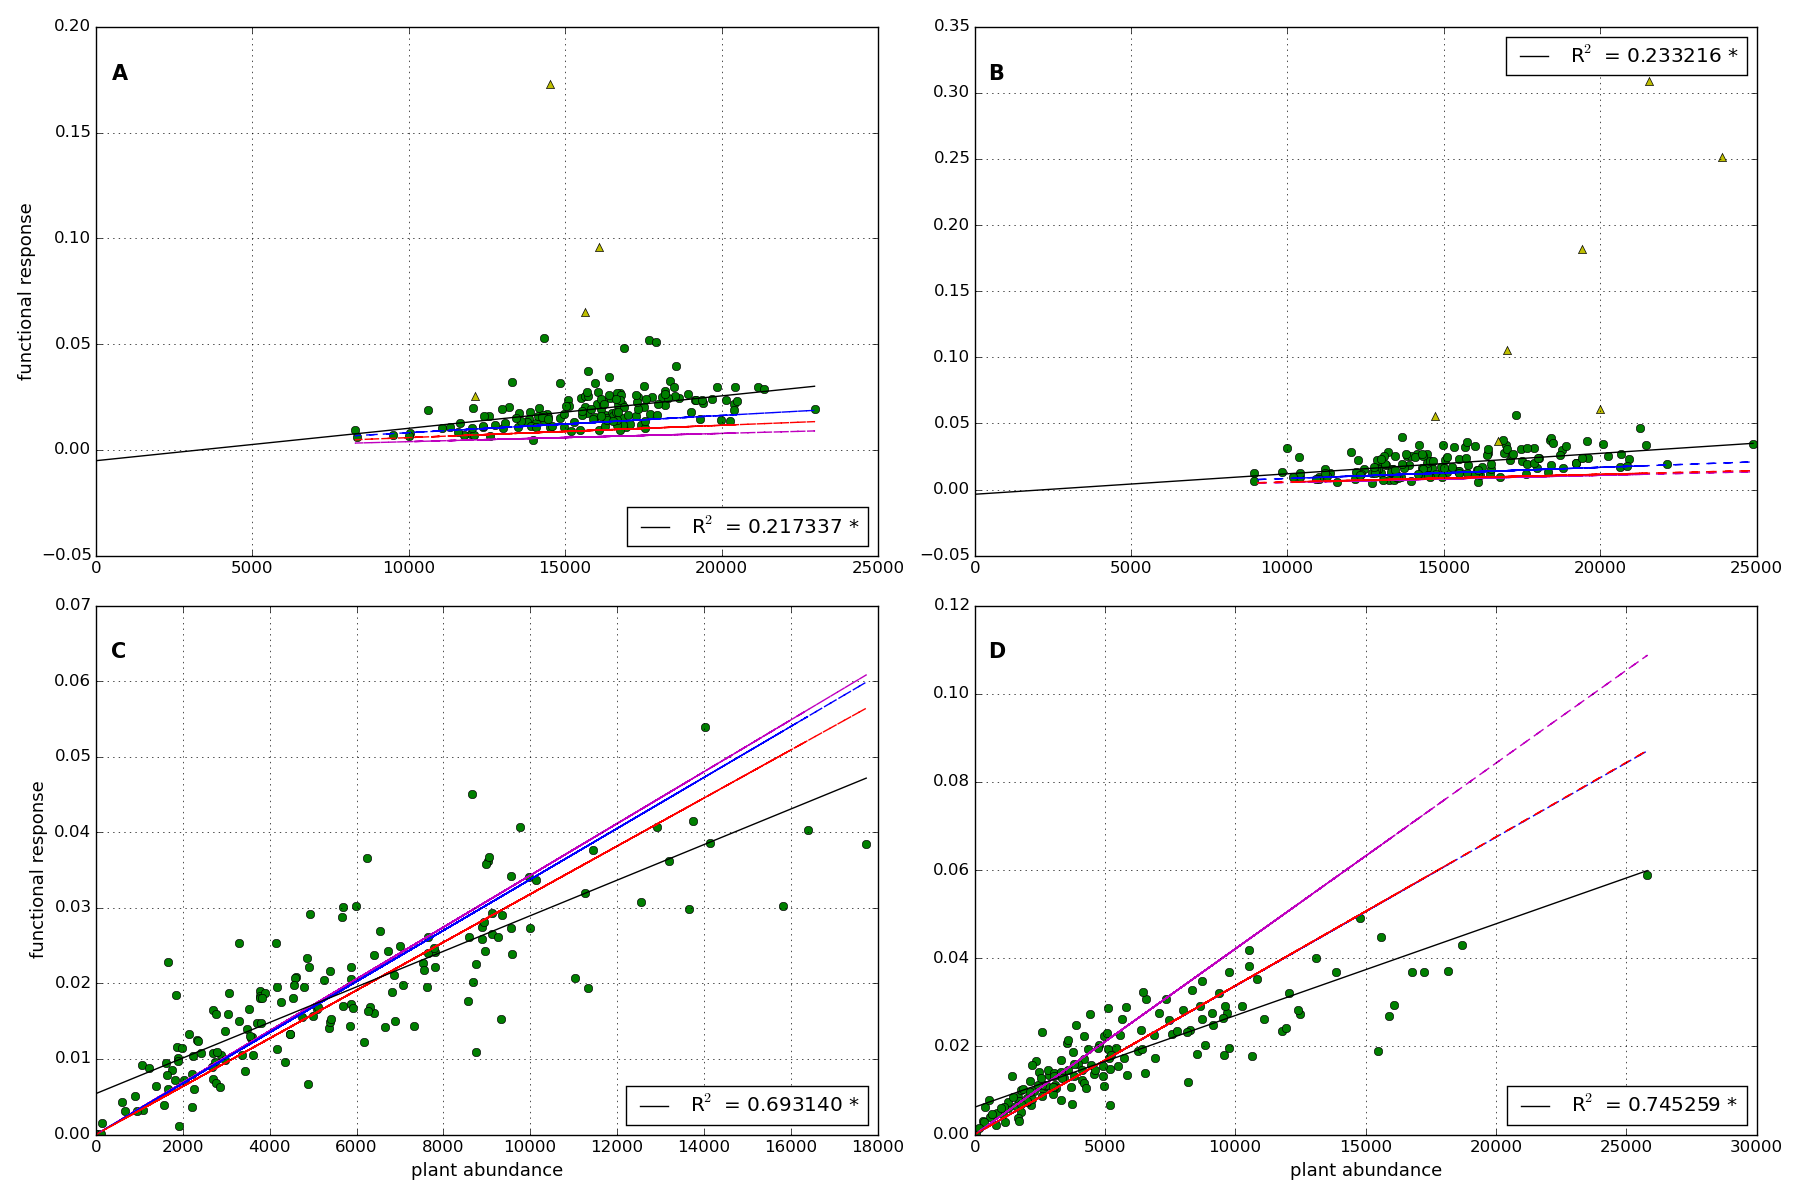 0.20
0.15
0.10
0.05
0.00
−0.05
functional response
A
R² = 0.217337 *
0 5000 10000 15000 20000 25000
0.35
0.30
0.25
0.20
0.15
0.10
0.05
0.00
−0.05
B
R² = 0.233216 *
0 5000 10000 15000 20000 25000
0.07
0.06
0.05
0.04
0.03
0.02
0.01
0.00
functional response
C
R² = 0.693140 *
0 2000 4000 6000 8000 10000 12000 14000 16000 18000
plant abundance
0.12
0.10
0.08
0.06
0.04
0.02
0.00
D
R² = 0.745259 *
0 5000 10000 15000 20000 25000 30000
plant abundance